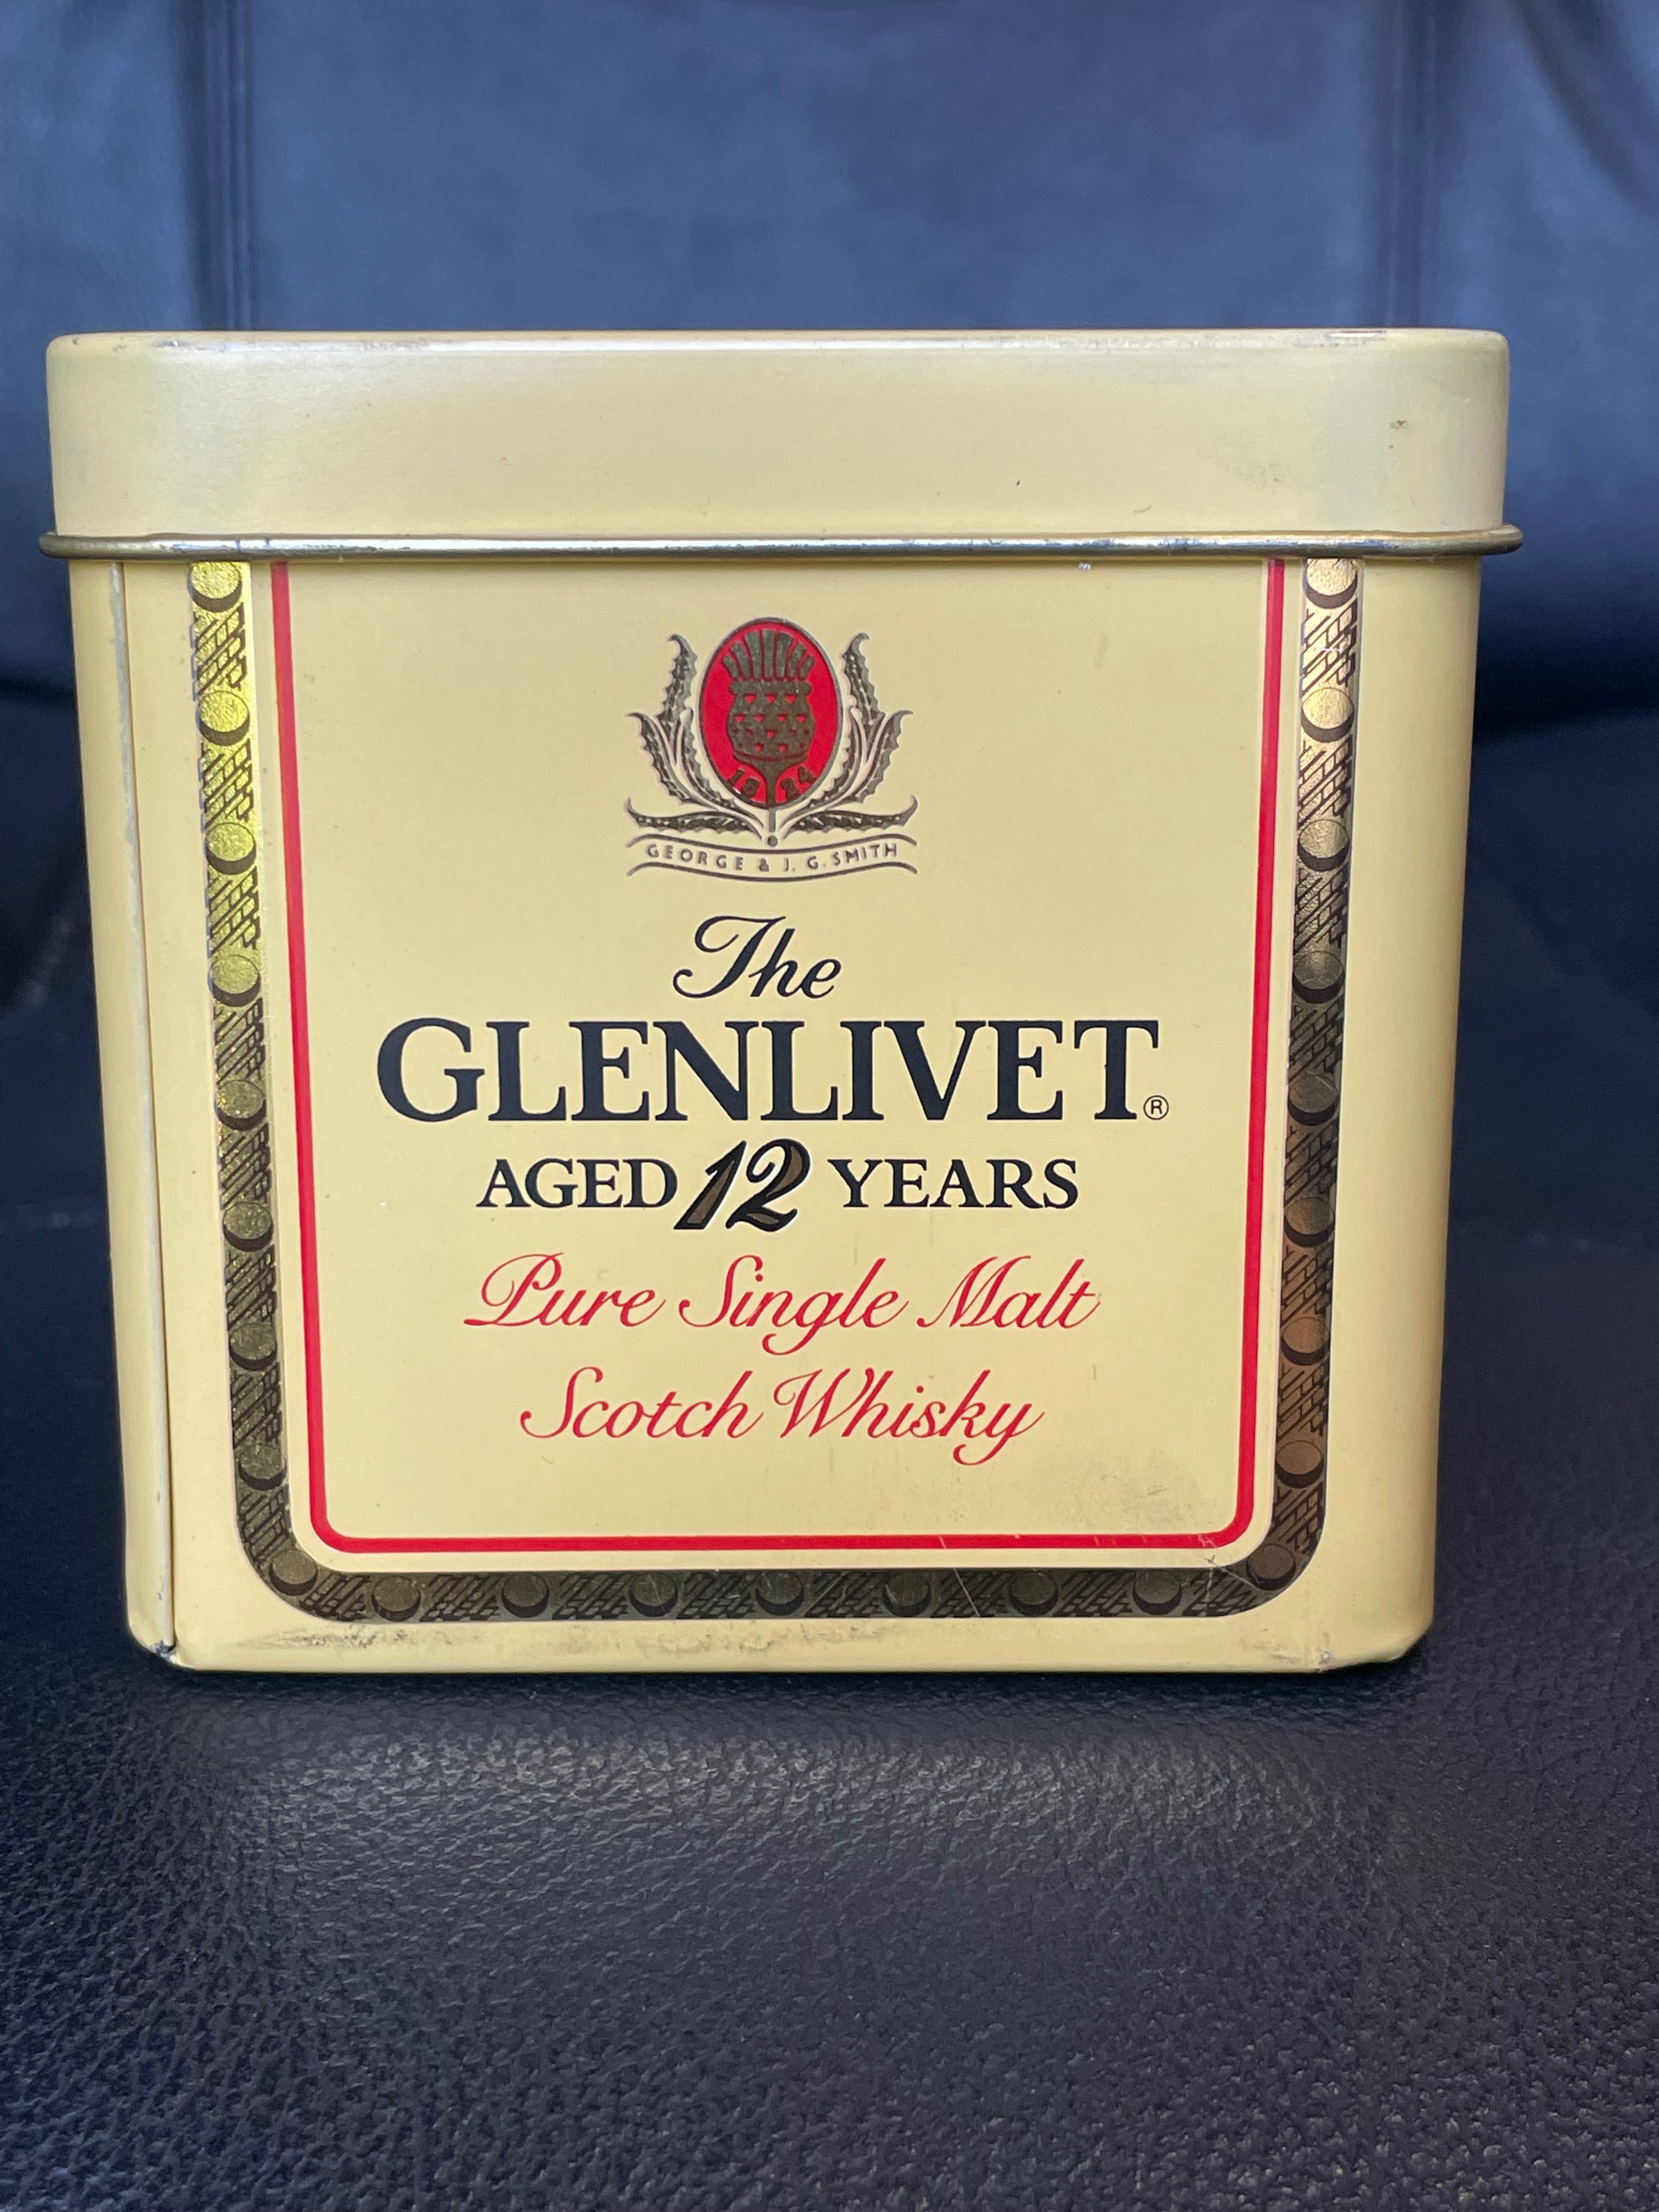 1824
GEORGE & J. G. SMITH
The
GLENLIVET®
AGED 12 YEARS
Pure Single Malt
Scotch Whisky